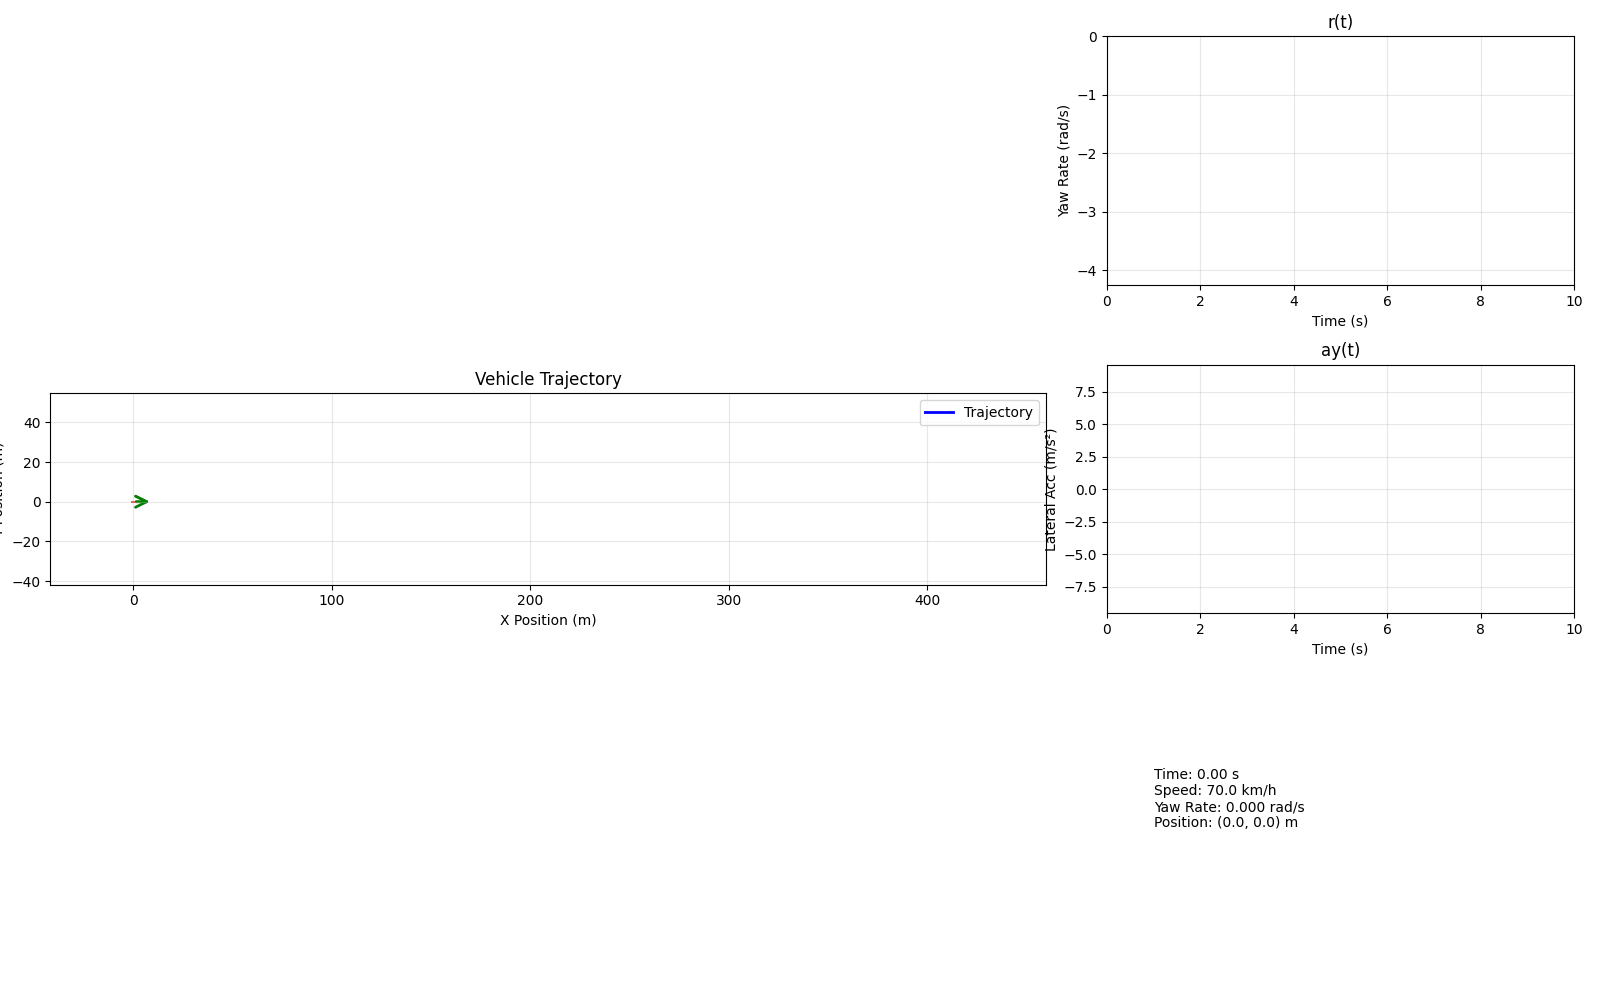 r(t)
0
−1
−2
−3
−4
Yaw Rate (rad/s)
0 2 4 6 8 10
Time (s)
Vehicle Trajectory
Trajectory
40
20
0
−20
−40
0 100 200 300 400
X Position (m)
ay(t)
7.5
5.0
2.5
0.0
−2.5
−5.0
−7.5
Lateral Acc (m/s²)
0 2 4 6 8 10
Time (s)
Time: 0.00 s
Speed: 70.0 km/h
Yaw Rate: 0.000 rad/s
Position: (0.0, 0.0) m